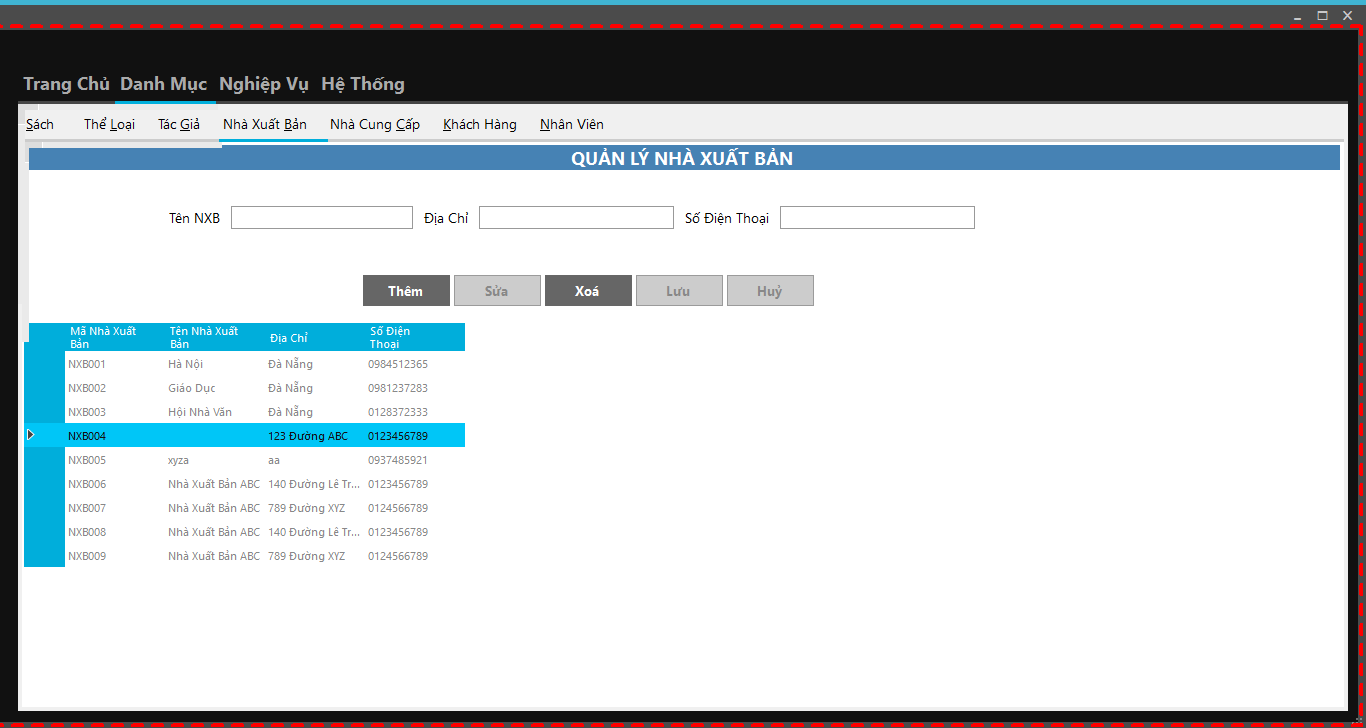 Trang Chủ Danh Mục Nghiệp Vụ Hệ Thống
Sách Thể Loại Tác Giả Nhà Xuất Bản Nhà Cung Cấp Khách Hàng Nhân Viên
QUẢN LÝ NHÀ XUẤT BẢN
Tên NXB Địa Chỉ Số Điện Thoại
Thêm Sửa Xoá Lưu Huỷ
Mã Nhà Xuất Bản Tên Nhà Xuất Bản Địa Chỉ Số Điện Thoại
NXB001 Hà Nội Đà Nẵng 0984512365
NXB002 Giáo Dục Đà Nẵng 0981237283
NXB003 Hội Nhà Văn Đà Nẵng 0128372333
NXB004 123 Đường ABC 0123456789
NXB005 xyza aa 0937485921
NXB006 Nhà Xuất Bản ABC 140 Đường Lê Tr... 0123456789
NXB007 Nhà Xuất Bản ABC 789 Đường XYZ 0124566789
NXB008 Nhà Xuất Bản ABC 140 Đường Lê Tr... 0123456789
NXB009 Nhà Xuất Bản ABC 789 Đường XYZ 0124566789